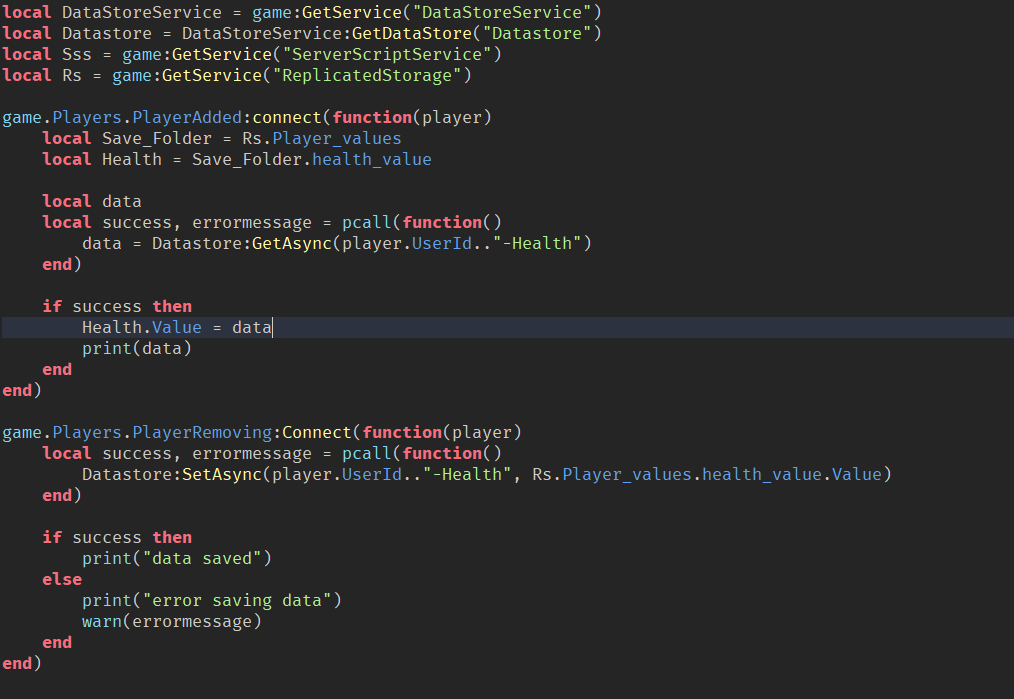 local DataStoreService = game:GetService("DataStoreService")
local Datastore = DataStoreService:GetDataStore("Datastore")
local Sss = game:GetService("ServerScriptService")
local Rs = game:GetService("ReplicatedStorage")

game.Players.PlayerAdded:connect(function(player)
    local Save_Folder = Rs.Player_values
    local Health = Save_Folder.health_value

    local data
    local success, errormessage = pcall(function()
        data = Datastore:GetAsync(player.UserId.."-Health")
    end)

    if success then
        Health.Value = data
        print(data)
    end
end)

game.Players.PlayerRemoving:Connect(function(player)
    local success, errormessage = pcall(function()
        Datastore:SetAsync(player.UserId.."-Health", Rs.Player_values.health_value.Value)
    end)

    if success then
        print("data saved")
    else
        print("error saving data")
        warn(errormessage)
    end
end)